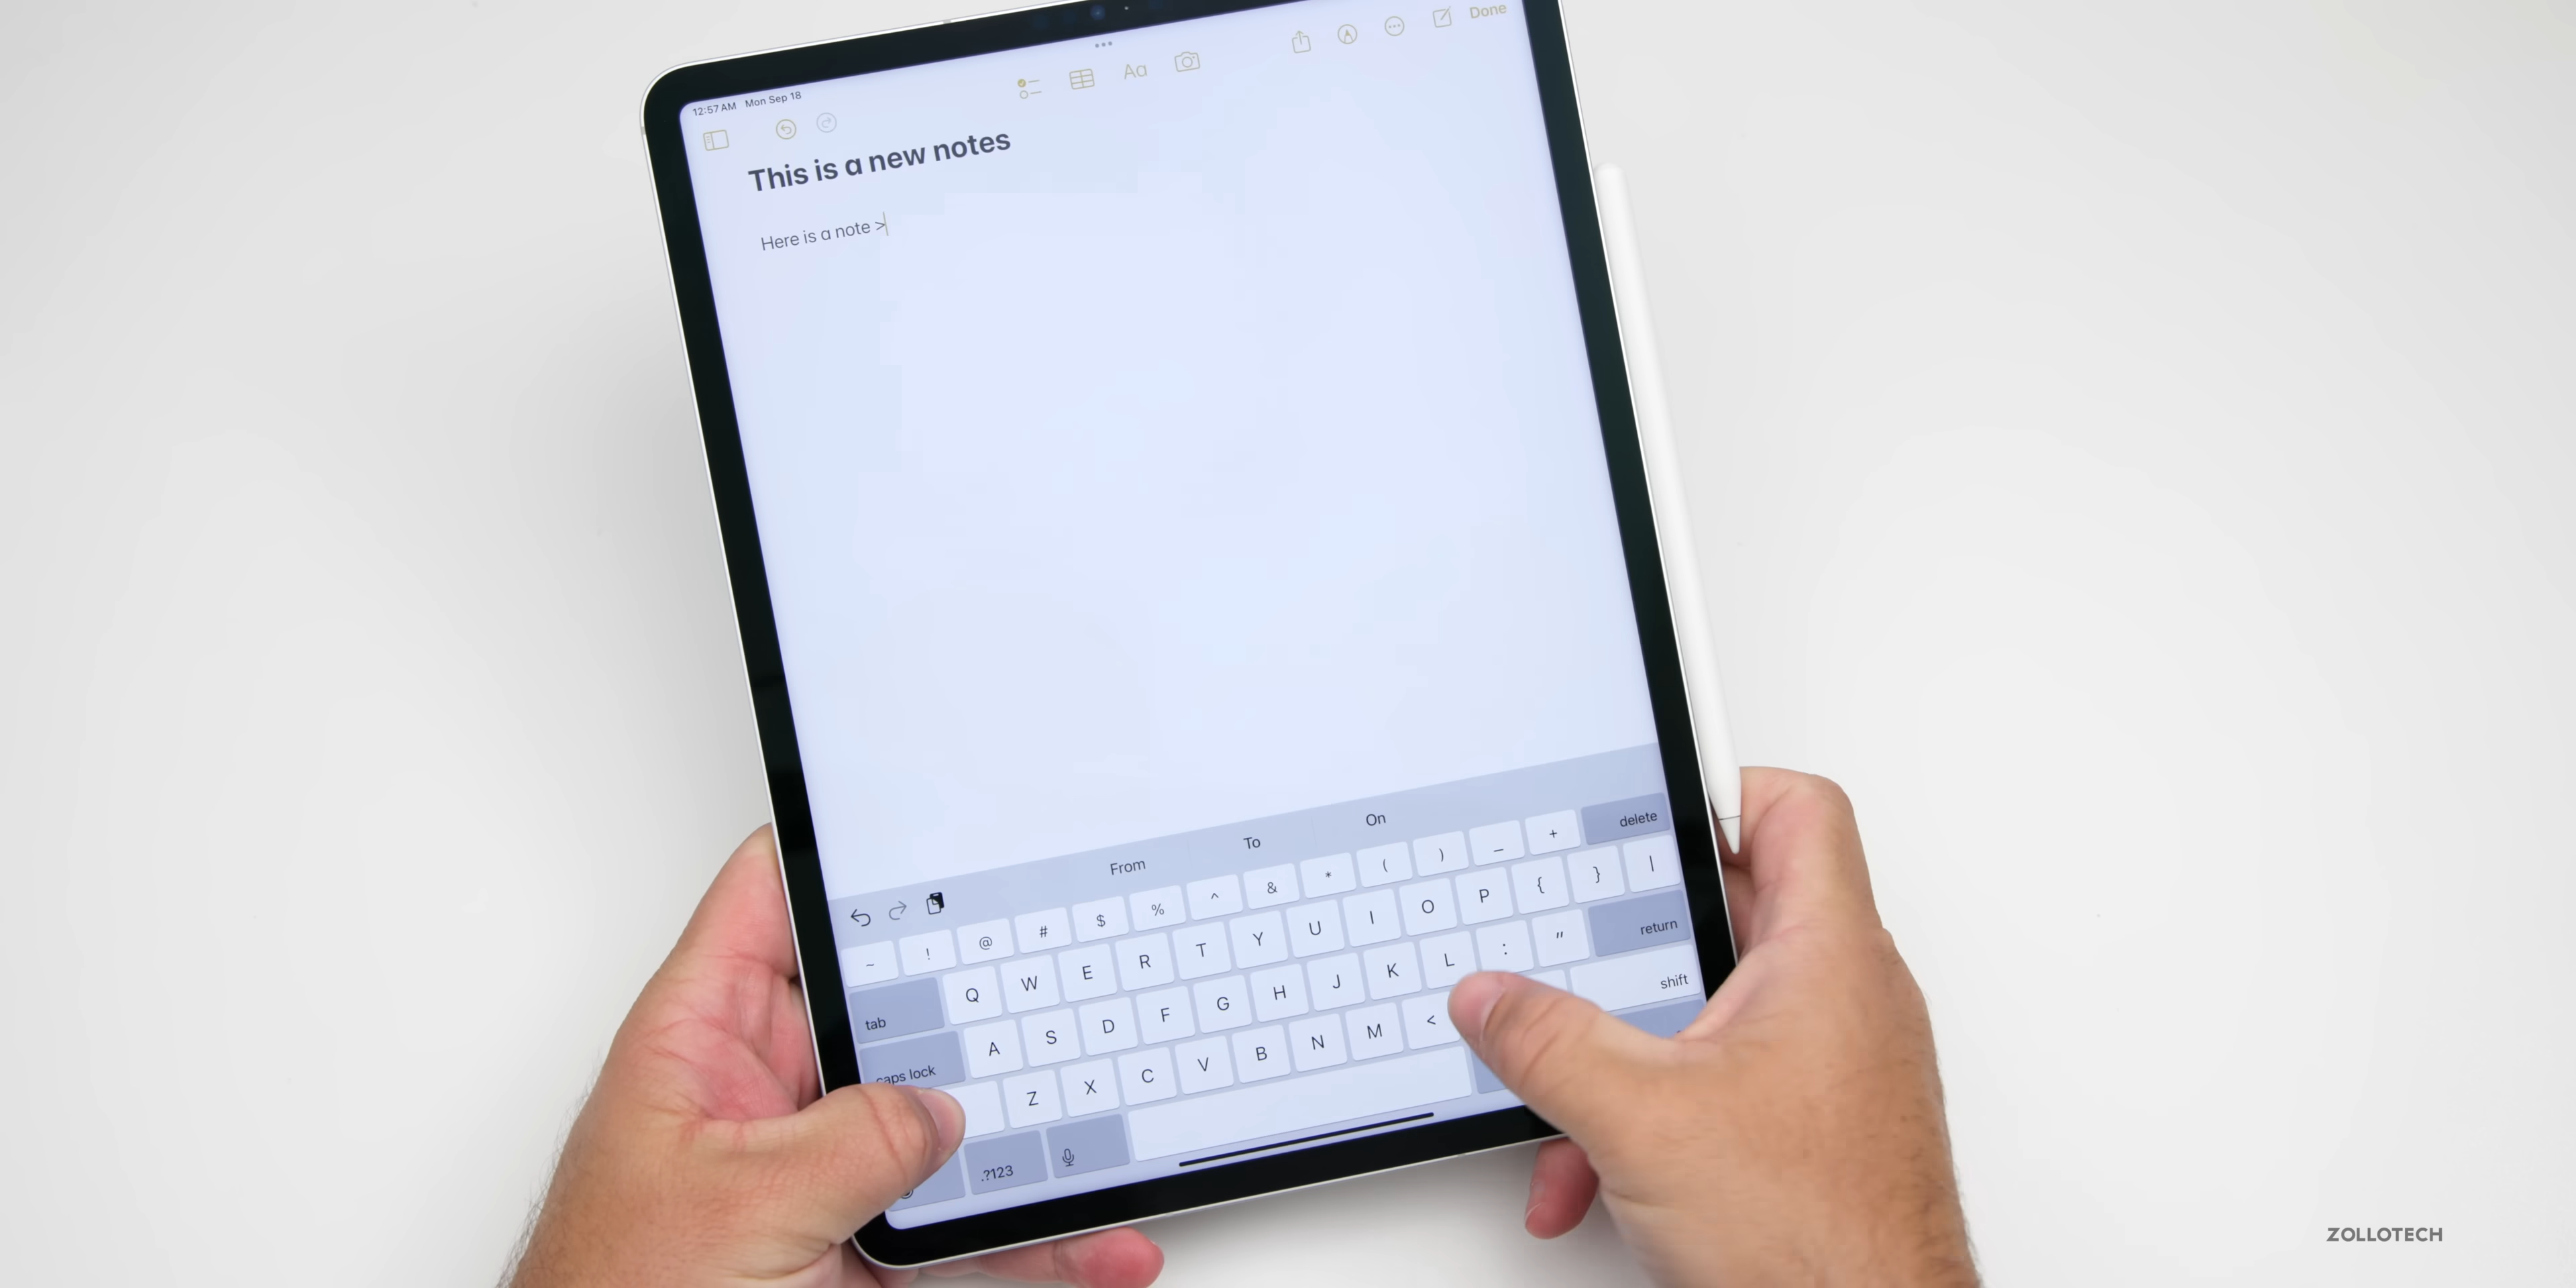 12:57 AM Mon Sep 18
Aa
Done
This is a new notes
Here is a note >
From To On
~ ! @ # $ % ^ & * ( ) _ + delete
tab Q W E R T Y U I O P { } |
caps lock A S D F G H J K L : " return
Z X C V B N M < shift
.?123
ZOLLOTECH